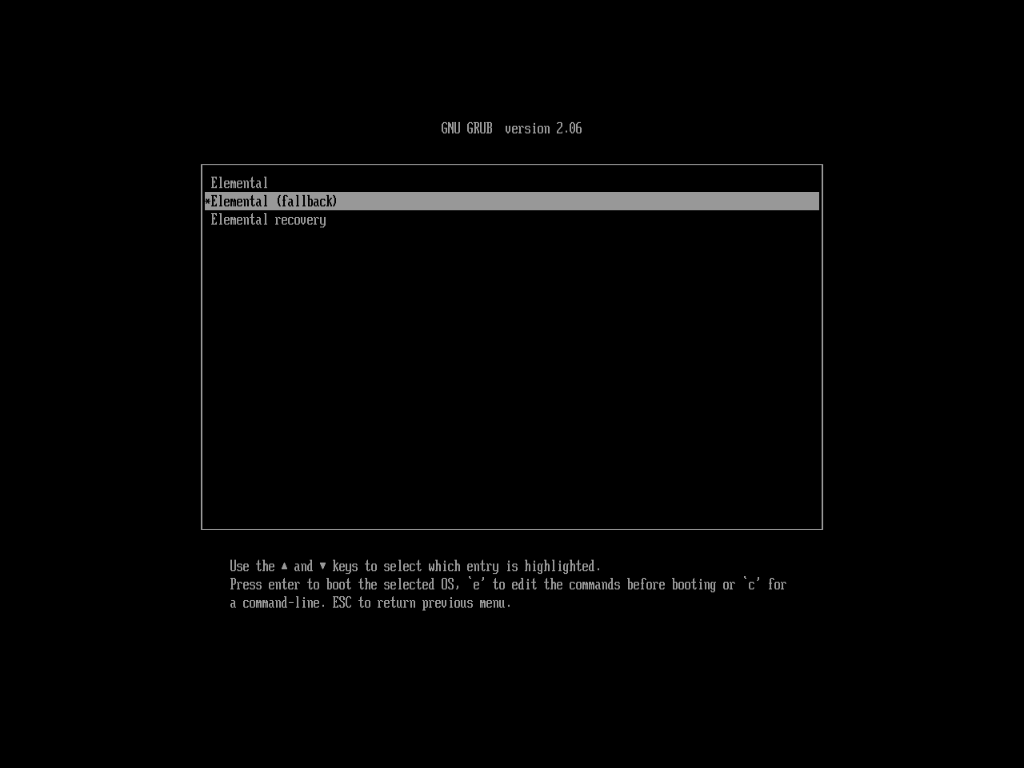 GNU GRUB  version 2.06
Elemental
*Elemental (fallback)
Elemental recovery
Use the ▲ and ▼ keys to select which entry is highlighted.
Press enter to boot the selected OS, `e' to edit the commands before booting or `c' for
a command-line. ESC to return previous menu.